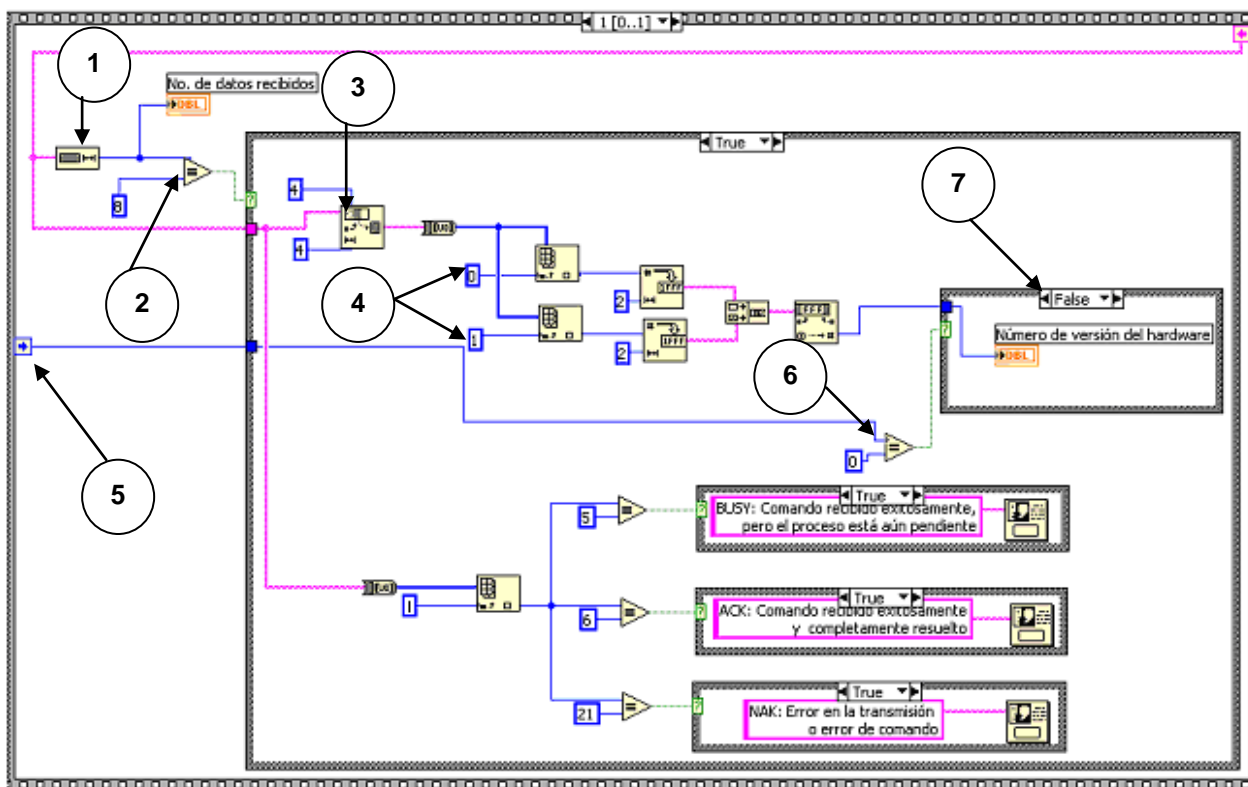 1 [0..1]
1
No. de datos recibidos
DBL
3
True
7
2
8
4
4
[U8]
4
0
1
2
2
1FFF
1FFF
False
Número de versión del hardware
DBL
6
0
5
True
BUSY: Comando recibido exitosamente,
pero el proceso está aún pendiente
5
[U8]
1
True
ACK: Comando recibido exitosamente
y completamente resuelto
6
True
NAK: Error en la transmisión
o error de comando
21